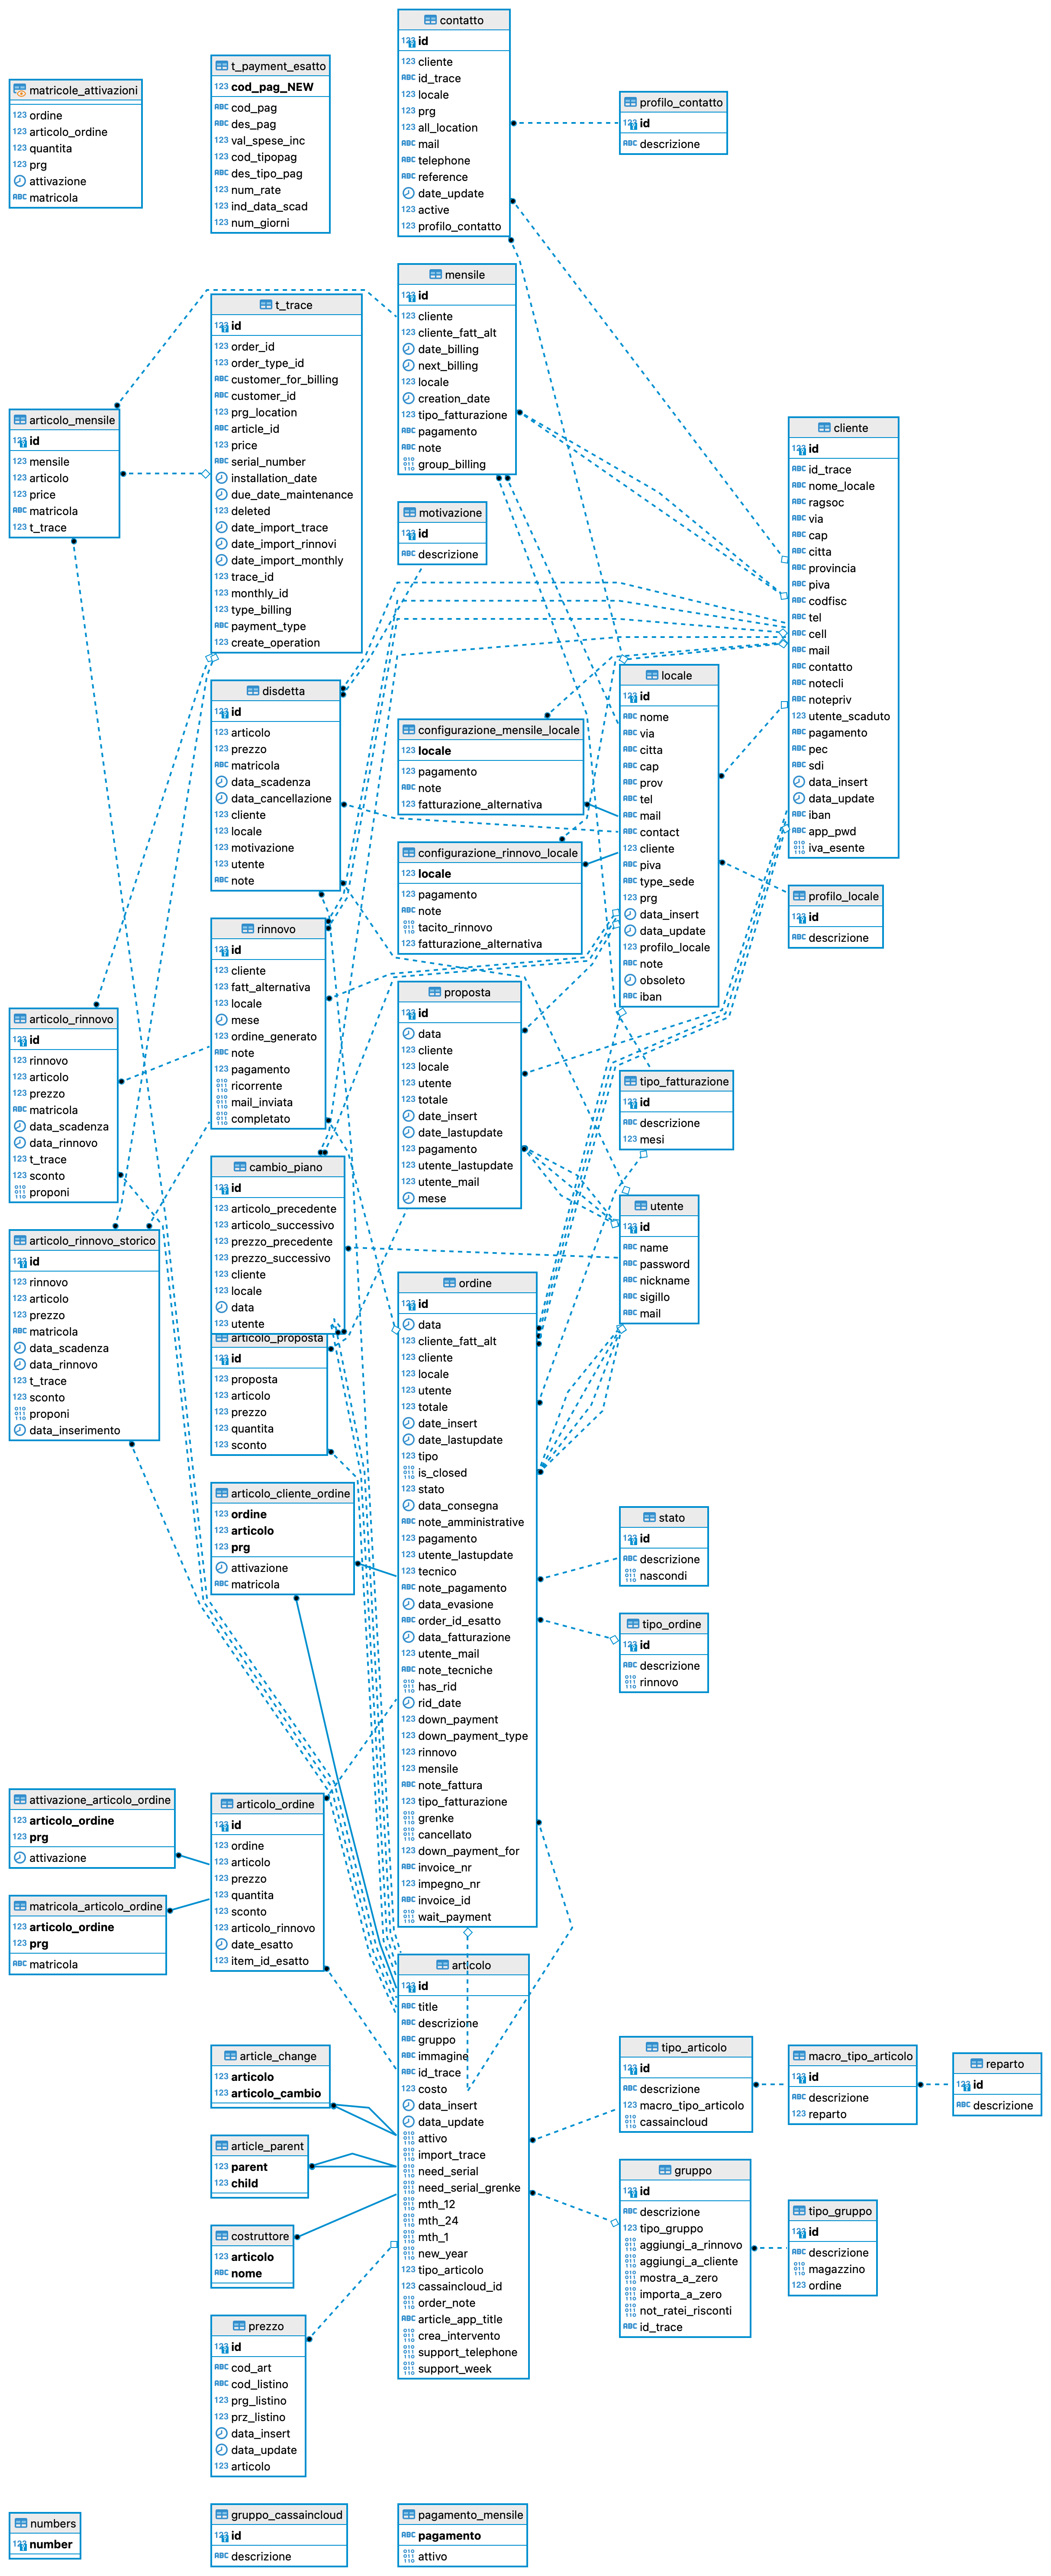 contatto
id
cliente
id_trace
locale
prg
all_location
mail
telephone
reference
date_update
active
profilo_contatto
t_payment_esatto
cod_pag_NEW
cod_pag
des_pag
val_spese_inc
cod_tipopag
des_tipo_pag
num_rate
ind_data_scad
num_giorni
matricole_attivazioni
ordine
articolo_ordine
quantita
prg
attivazione
matricola
profilo_contatto
id
descrizione
mensile
id
cliente
cliente_fatt_alt
date_billing
next_billing
locale
creation_date
tipo_fatturazione
pagamento
note
group_billing
t_trace
id
order_id
order_type_id
customer_for_billing
customer_id
prg_location
article_id
price
serial_number
installation_date
due_date_maintenance
deleted
date_import_trace
date_import_rinnovi
date_import_monthly
trace_id
monthly_id
type_billing
payment_type
create_operation
articolo_mensile
id
mensile
articolo
price
matricola
t_trace
cliente
id
id_trace
nome_locale
ragsoc
via
cap
citta
provincia
piva
codfisc
tel
cell
mail
contatto
notecli
notepriv
utente_scaduto
pagamento
pec
sdi
data_insert
data_update
iban
app_pwd
iva_esente
motivazione
id
descrizione
locale
id
nome
via
citta
cap
prov
tel
mail
contact
cliente
piva
type_sede
prg
data_insert
data_update
profilo_locale
note
obsoleto
iban
disdetta
id
articolo
prezzo
matricola
data_scadenza
data_cancellazione
cliente
locale
motivazione
utente
note
configurazione_mensile_locale
locale
pagamento
note
fatturazione_alternativa
configurazione_rinnovo_locale
locale
pagamento
note
tacito_rinnovo
fatturazione_alternativa
profilo_locale
id
descrizione
rinnovo
id
cliente
fatt_alternativa
locale
mese
ordine_generato
note
pagamento
ricorrente
mail_inviata
completato
proposta
id
data
cliente
locale
utente
totale
date_insert
date_lastupdate
pagamento
utente_lastupdate
utente_mail
mese
articolo_rinnovo
id
rinnovo
articolo
prezzo
matricola
data_scadenza
data_rinnovo
t_trace
sconto
proponi
tipo_fatturazione
id
descrizione
mesi
cambio_piano
id
articolo_precedente
articolo_successivo
prezzo_precedente
prezzo_successivo
cliente
locale
data
utente
utente
id
name
password
nickname
sigillo
mail
articolo_rinnovo_storico
id
rinnovo
articolo
prezzo
matricola
data_scadenza
data_rinnovo
t_trace
sconto
proponi
data_inserimento
articolo_proposta
id
proposta
articolo
prezzo
quantita
sconto
ordine
id
data
cliente_fatt_alt
cliente
locale
utente
totale
date_insert
date_lastupdate
tipo
is_closed
stato
data_consegna
note_amministrative
pagamento
utente_lastupdate
tecnico
note_pagamento
data_evasione
order_id_esatto
data_fatturazione
utente_mail
note_tecniche
has_rid
rid_date
down_payment
down_payment_type
rinnovo
mensile
note_fattura
tipo_fatturazione
grenke
cancellato
down_payment_for
invoice_nr
impegno_nr
invoice_id
wait_payment
articolo_cliente_ordine
ordine
articolo
prg
attivazione
matricola
stato
id
descrizione
nascondi
tipo_ordine
id
descrizione
rinnovo
attivazione_articolo_ordine
articolo_ordine
prg
attivazione
matricola_articolo_ordine
articolo_ordine
prg
matricola
articolo_ordine
id
ordine
articolo
prezzo
quantita
sconto
articolo_rinnovo
date_esatto
item_id_esatto
articolo
id
title
descrizione
gruppo
immagine
id_trace
costo
data_insert
data_update
attivo
import_trace
need_serial
need_serial_grenke
mth_12
mth_24
mth_1
new_year
tipo_articolo
cassaincloud_id
order_note
article_app_title
crea_intervento
support_telephone
support_week
article_change
articolo
articolo_cambio
article_parent
parent
child
costruttore
articolo
nome
prezzo
id
cod_art
cod_listino
prg_listino
prz_listino
data_insert
data_update
articolo
tipo_articolo
id
descrizione
macro_tipo_articolo
cassaincloud
macro_tipo_articolo
id
descrizione
reparto
reparto
id
descrizione
gruppo
id
descrizione
tipo_gruppo
aggiungi_a_rinnovo
aggiungi_a_cliente
mostra_a_zero
importa_a_zero
not_ratei_risconti
id_trace
tipo_gruppo
id
descrizione
magazzino
ordine
numbers
number
gruppo_cassaincloud
id
descrizione
pagamento_mensile
pagamento
attivo